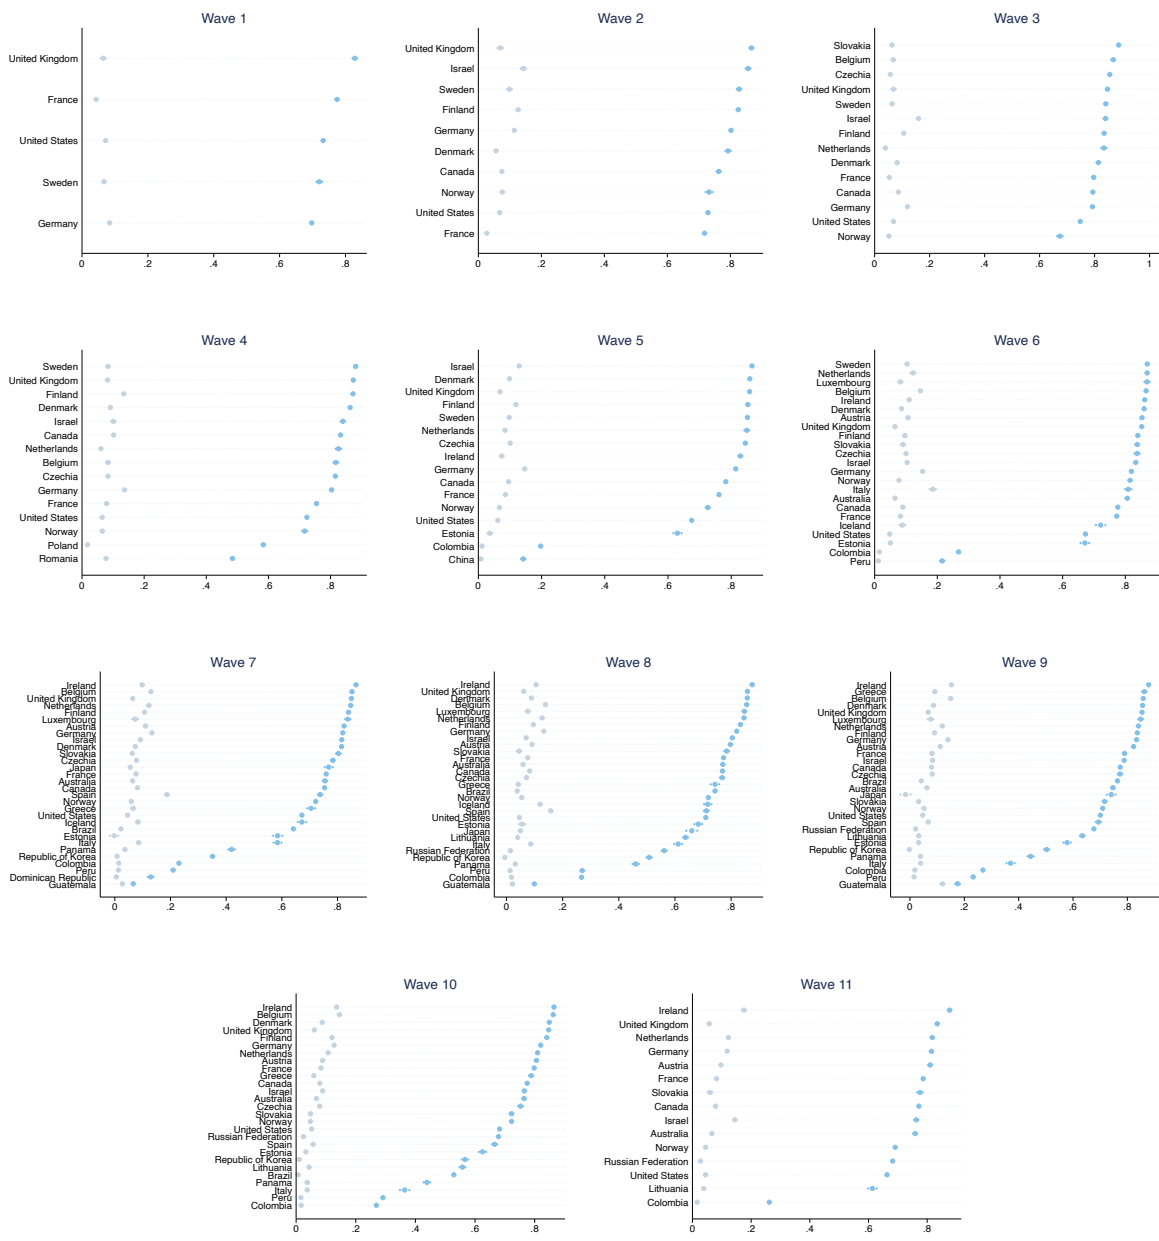 Wave 1
United Kingdom
France
United States
Sweden
Germany
0 .2 .4 .6 .8
Wave 2
United Kingdom
Israel
Sweden
Finland
Germany
Denmark
Canada
Norway
United States
France
0 .2 .4 .6 .8
Wave 3
Slovakia
Belgium
Czechia
United Kingdom
Sweden
Israel
Finland
Netherlands
Denmark
France
Canada
Germany
United States
Norway
0 .2 .4 .6 .8 1
Wave 4
Sweden
United Kingdom
Finland
Denmark
Israel
Canada
Netherlands
Belgium
Czechia
Germany
France
United States
Norway
Poland
Romania
0 .2 .4 .6 .8
Wave 5
Israel
Denmark
United Kingdom
Finland
Sweden
Netherlands
Czechia
Ireland
Germany
Canada
France
Norway
United States
Estonia
Colombia
China
0 .2 .4 .6 .8
Wave 6
Sweden
Netherlands
Luxembourg
Belgium
Ireland
Denmark
Austria
United Kingdom
Finland
Slovakia
Czechia
Israel
Germany
Norway
Italy
Australia
Canada
France
Iceland
United States
Estonia
Colombia
Peru
0 .2 .4 .6 .8
Wave 7
Ireland
Belgium
United Kingdom
Netherlands
Finland
Luxembourg
Austria
Germany
Israel
Denmark
Slovakia
Czechia
Japan
France
Australia
Canada
Spain
Norway
Greece
United States
Iceland
Brazil
Estonia
Italy
Panama
Republic of Korea
Colombia
Peru
Dominican Republic
Guatemala
0 .2 .4 .6 .8
Wave 8
Ireland
United Kingdom
Denmark
Belgium
Luxembourg
Netherlands
Finland
Germany
Israel
Austria
Slovakia
France
Australia
Canada
Czechia
Greece
Brazil
Norway
Iceland
Spain
United States
Estonia
Japan
Lithuania
Italy
Russian Federation
Republic of Korea
Panama
Peru
Colombia
Guatemala
0 .2 .4 .6 .8
Wave 9
Ireland
Greece
Belgium
Denmark
United Kingdom
Luxembourg
Netherlands
Finland
Germany
Austria
France
Israel
Canada
Czechia
Brazil
Australia
Japan
Slovakia
Norway
United States
Spain
Russian Federation
Lithuania
Estonia
Republic of Korea
Panama
Italy
Colombia
Peru
Guatemala
0 .2 .4 .6 .8
Wave 10
Ireland
Belgium
Denmark
United Kingdom
Finland
Germany
Netherlands
Austria
France
Greece
Canada
Israel
Australia
Czechia
Slovakia
Norway
United States
Russian Federation
Spain
Estonia
Republic of Korea
Lithuania
Brazil
Panama
Italy
Peru
Colombia
0 .2 .4 .6 .8
Wave 11
Ireland
United Kingdom
Netherlands
Germany
Austria
France
Slovakia
Canada
Israel
Australia
Norway
Russian Federation
United States
Lithuania
Colombia
0 .2 .4 .6 .8